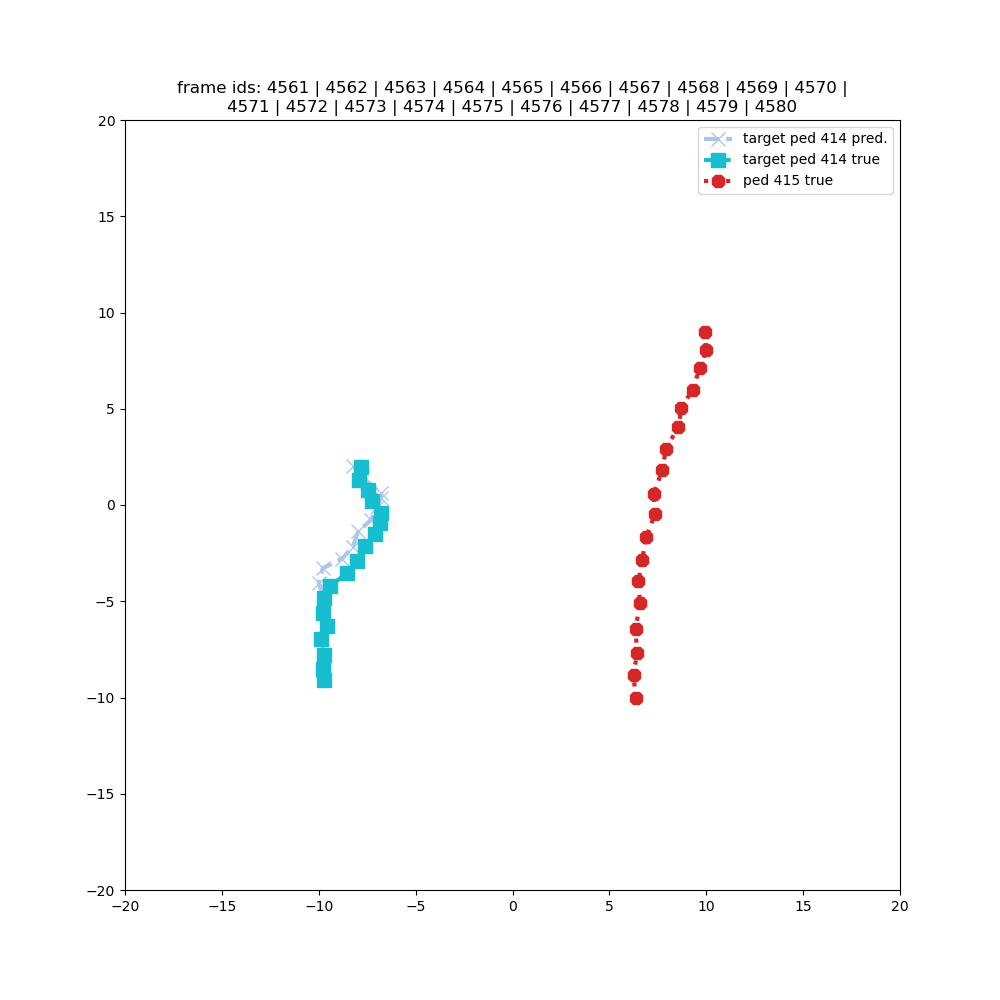 frame ids: 4561 | 4562 | 4563 | 4564 | 4565 | 4566 | 4567 | 4568 | 4569 | 4570 |
4571 | 4572 | 4573 | 4574 | 4575 | 4576 | 4577 | 4578 | 4579 | 4580
target ped 414 pred.
target ped 414 true
ped 415 true
20
15
10
5
0
−5
−10
−15
−20
−20 −15 −10 −5 0 5 10 15 20